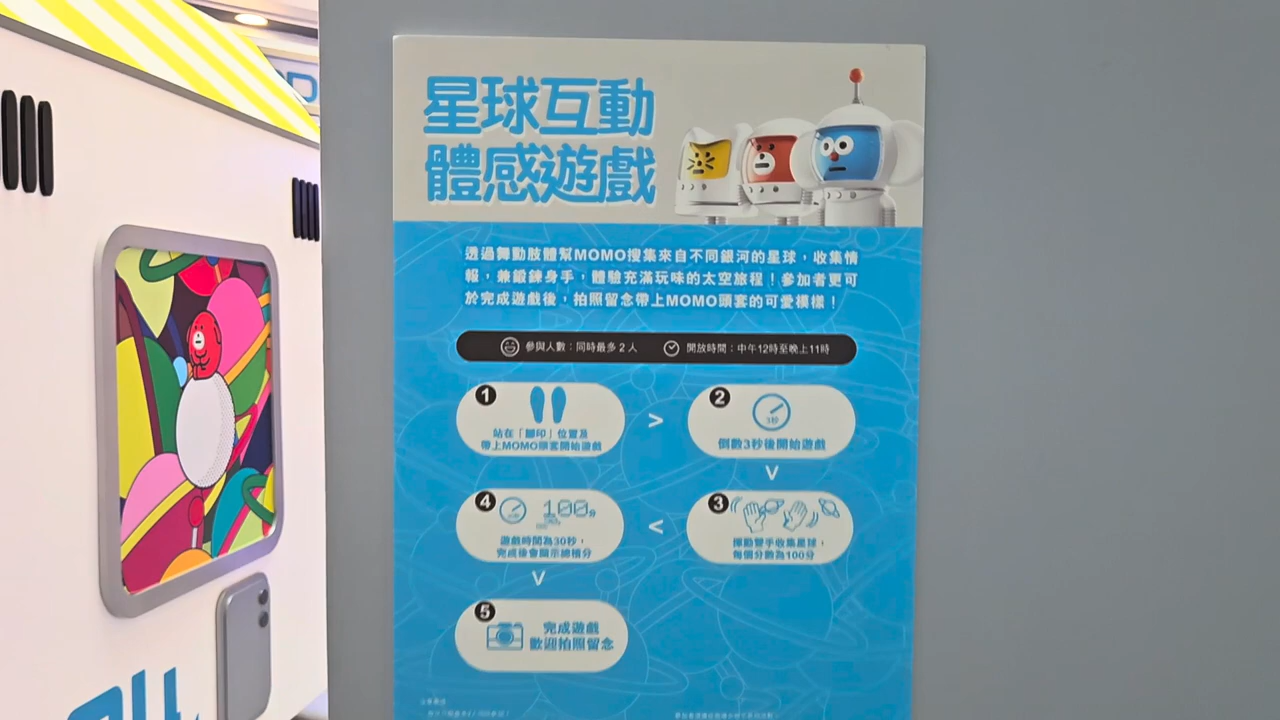 星球互動
體感遊戲
透過舞動肢體幫MOMO搜集來自不同銀河的星球，收集情
報，兼鍛鍊身手，體驗充滿玩味的太空旅程！參加者更可
於完成遊戲後，拍照留念帶上MOMO頭套的可愛模樣！
參與人數：同時最多 2 人
開放時間：中午12時至晚上11時
1
站在「腳印」位置及
帶上MOMO頭套開始遊戲
2
3秒
倒數3秒後開始遊戲
4
100分
遊戲時間為30秒，
完成後會顯示總積分
3
揮動雙手收集星球，
每個分數為100分
5
完成遊戲
歡迎拍照留念